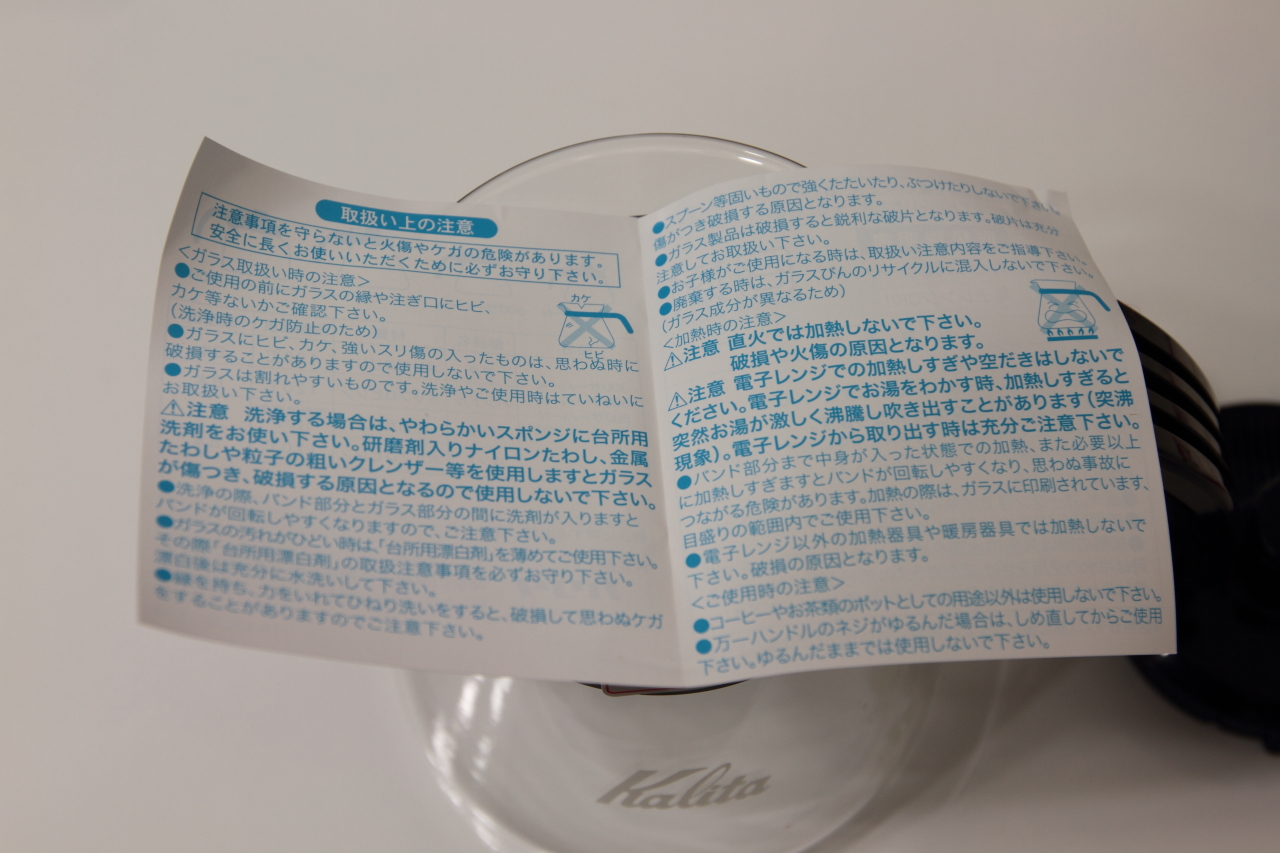 取扱い上の注意
注意事項を守らないと火傷やケガの危険があります。
安全に長くお使いいただくために必ずお守り下さい。
<ガラス取扱い時の注意>
●ご使用の前にガラスの縁や注ぎ口にヒビ、
カケ等ないかご確認下さい。
(洗浄時のケガ防止のため)
カケ
ヒビ
●ガラスにヒビ、カケ、強いスリ傷の入ったものは、思わぬ時に
破損することがありますので使用しないで下さい。
●ガラスは割れやすいものです。洗浄やご使用時はていねいに
お取扱い下さい。
⚠注意 洗浄する場合は、やわらかいスポンジに台所用
洗剤をお使い下さい。研磨剤入りナイロンたわし、金属
たわしや粒子の粗いクレンザー等を使用しますとガラス
が傷つき、破損する原因となるので使用しないで下さい。
●洗浄の際、バンド部分とガラス部分の間に洗剤が入りますと
バンドが回転しやすくなりますので、ご注意下さい。
●ガラスの汚れがひどい時は、「台所用漂白剤」を薄めてご使用下さい。
その際「台所用漂白剤」の取扱注意事項を必ずお守り下さい。
漂白後は充分に水洗いして下さい。
●縁を持ち、力をいれてひねり洗いをすると、破損して思わぬケガ
をすることがありますのでご注意下さい。
●スプーン等固いもので強くたたいたり、ぶつけたりしないで下さい。
傷がつき破損する原因となります。
●ガラス製品は破損すると鋭利な破片となります。破片は充分
注意してお取扱い下さい。
●お子様がご使用になる時は、取扱い注意内容をご指導下さい。
●廃棄する時は、ガラスびんのリサイクルに混入しないで下さい。
(ガラス成分が異なるため)
<加熱時の注意>
⚠注意 直火では加熱しないで下さい。
破損や火傷の原因となります。
⚠注意 電子レンジでの加熱しすぎや空だきはしないで
ください。電子レンジでお湯をわかす時、加熱しすぎると
突然お湯が激しく沸騰し吹き出すことがあります(突沸
現象)。電子レンジから取り出す時は充分ご注意下さい。
●バンド部分まで中身が入った状態での加熱、また必要以上
に加熱しすぎますとバンドが回転しやすくなり、思わぬ事故に
つながる危険があります。加熱の際は、ガラスに印刷されています、
目盛りの範囲内でご使用下さい。
●電子レンジ以外の加熱器具や暖房器具では加熱しないで
下さい。破損の原因となります。
<ご使用時の注意>
●コーヒーやお茶類のポットとしての用途以外は使用しないで下さい。
●万一ハンドルのネジがゆるんだ場合は、しめ直してからご使用
下さい。ゆるんだままでは使用しないで下さい。
Kalita